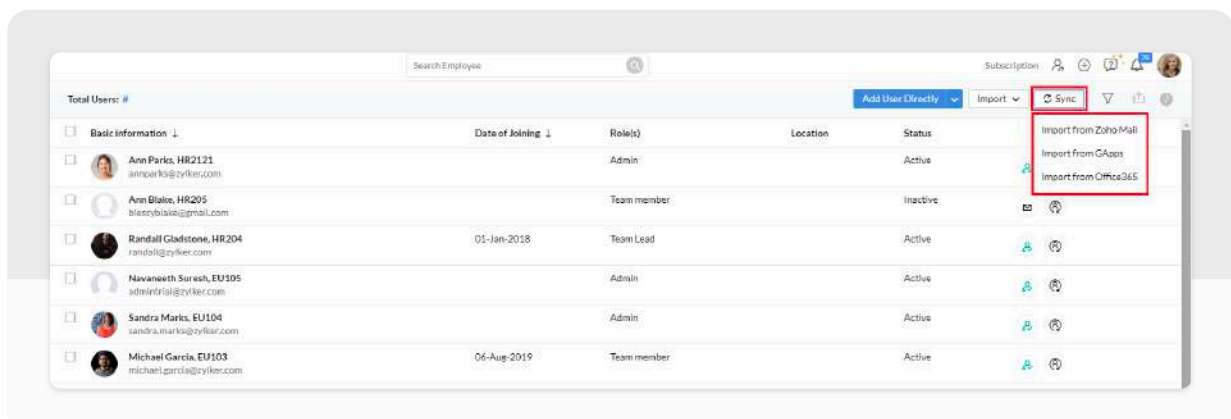 Search Employee
Subscription
Total Users: #
Add User Directly
Import
Sync
Basic information ↓
Date of Joining ↓
Role(s)
Location
Status
Import from Zoho Mail
Import from GApps
Import from Office365
Ann Parks, HR2121
annparks@zylker.com
Admin
Active
Ann Blake, HR205
blessyblake@gmail.com
Team member
Inactive
Randall Gladstone, HR204
randall@zylker.com
01-Jan-2018
Team Lead
Active
Navaneeth Suresh, EU105
admintrial@zylker.com
Admin
Active
Sandra Marks, EU104
sandra.marks@zylker.com
Admin
Active
Michael Garcia, EU103
michael.garcia@zylker.com
06-Aug-2019
Team member
Active